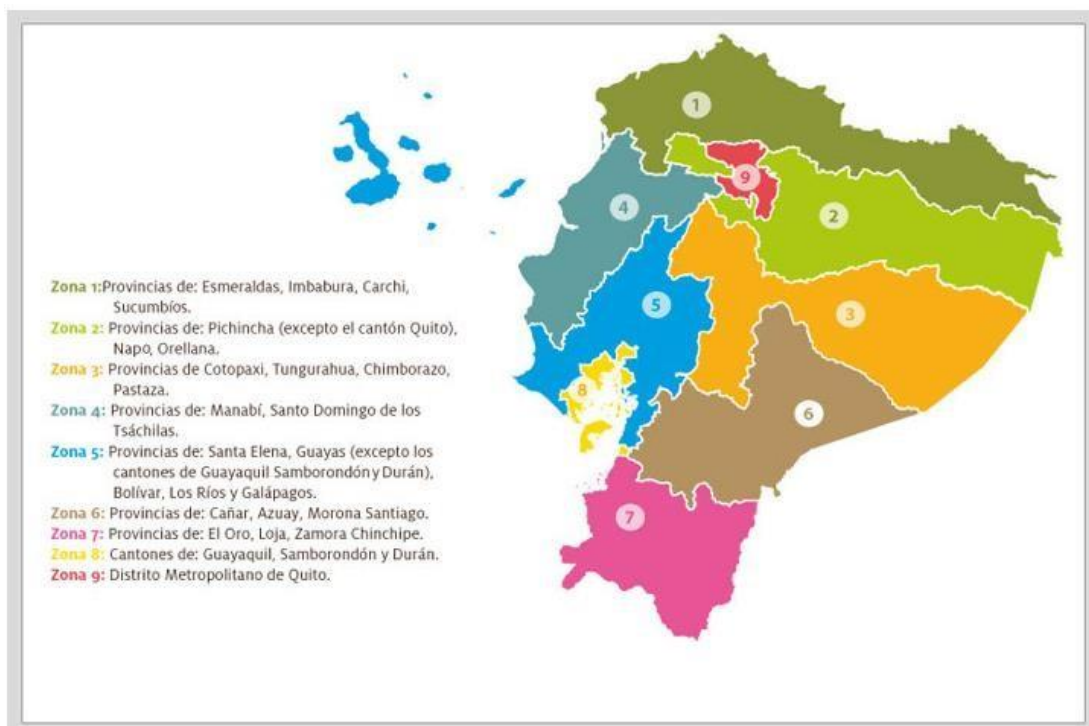 1
9
2
4
5
3
8
6
7
Zona 1:Provincias de: Esmeraldas, Imbabura, Carchi,
Sucumbíos.
Zona 2: Provincias de: Pichincha (excepto el cantón Quito),
Napo, Orellana.
Zona 3: Provincias de Cotopaxi, Tungurahua, Chimborazo,
Pastaza.
Zona 4: Provincias de: Manabí, Santo Domingo de los
Tsáchilas.
Zona 5: Provincias de: Santa Elena, Guayas (excepto los
cantones de Guayaquil Samborondón y Durán),
Bolívar, Los Ríos y Galápagos.
Zona 6: Provincias de: Cañar, Azuay, Morona Santiago.
Zona 7: Provincias de: El Oro, Loja, Zamora Chinchipe.
Zona 8: Cantones de: Guayaquil, Samborondón y Durán.
Zona 9: Distrito Metropolitano de Quito.